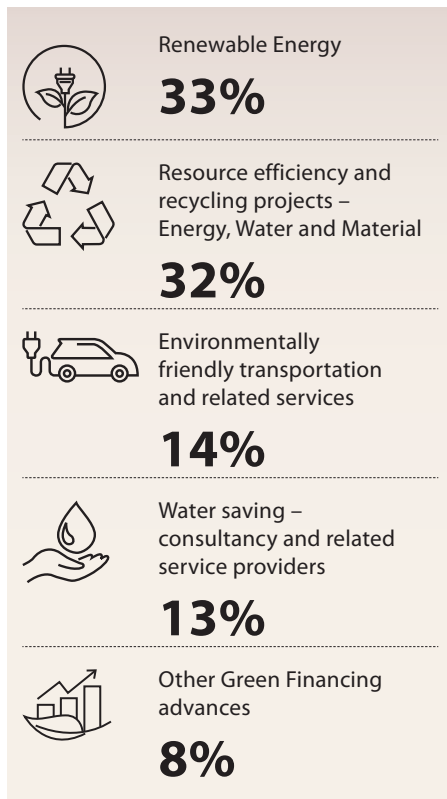 Renewable Energy
33%
Resource efficiency and
recycling projects –
Energy, Water and Material
32%
Environmentally
friendly transportation
and related services
14%
Water saving –
consultancy and related
service providers
13%
Other Green Financing
advances
8%